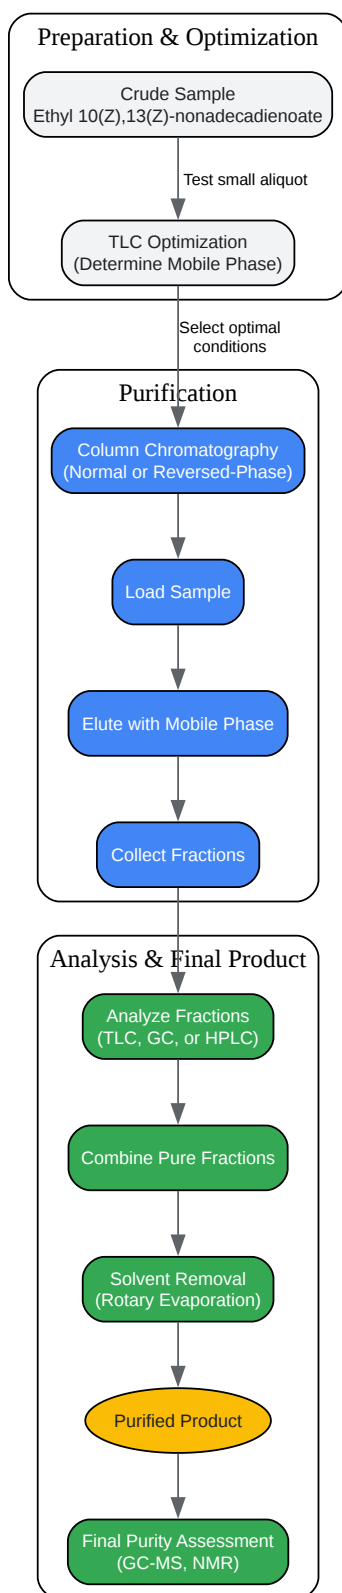 Preparation & Optimization
Crude Sample
Ethyl 10(Z),13(Z)-nonadecadienoate
Test small aliquot
TLC Optimization
(Determine Mobile Phase)
Select optimal
conditions
Purification
Column Chromatography
(Normal or Reversed-Phase)
Load Sample
Elute with Mobile Phase
Collect Fractions
Analysis & Final Product
Analyze Fractions
(TLC, GC, or HPLC)
Combine Pure Fractions
Solvent Removal
(Rotary Evaporation)
Purified Product
Final Purity Assessment
(GC-MS, NMR)